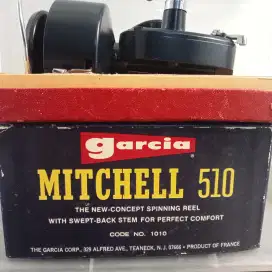 garcia
MITCHELL 510
THE NEW-CONCEPT SPINNING REEL
WITH SWEPT-BACK STEM FOR PERFECT COMFORT
CODE NO. 1010
THE GARCIA CORP., 329 ALFRED AVE., TEANECK, N. J. 07666 • PRODUCT OF FRANCE